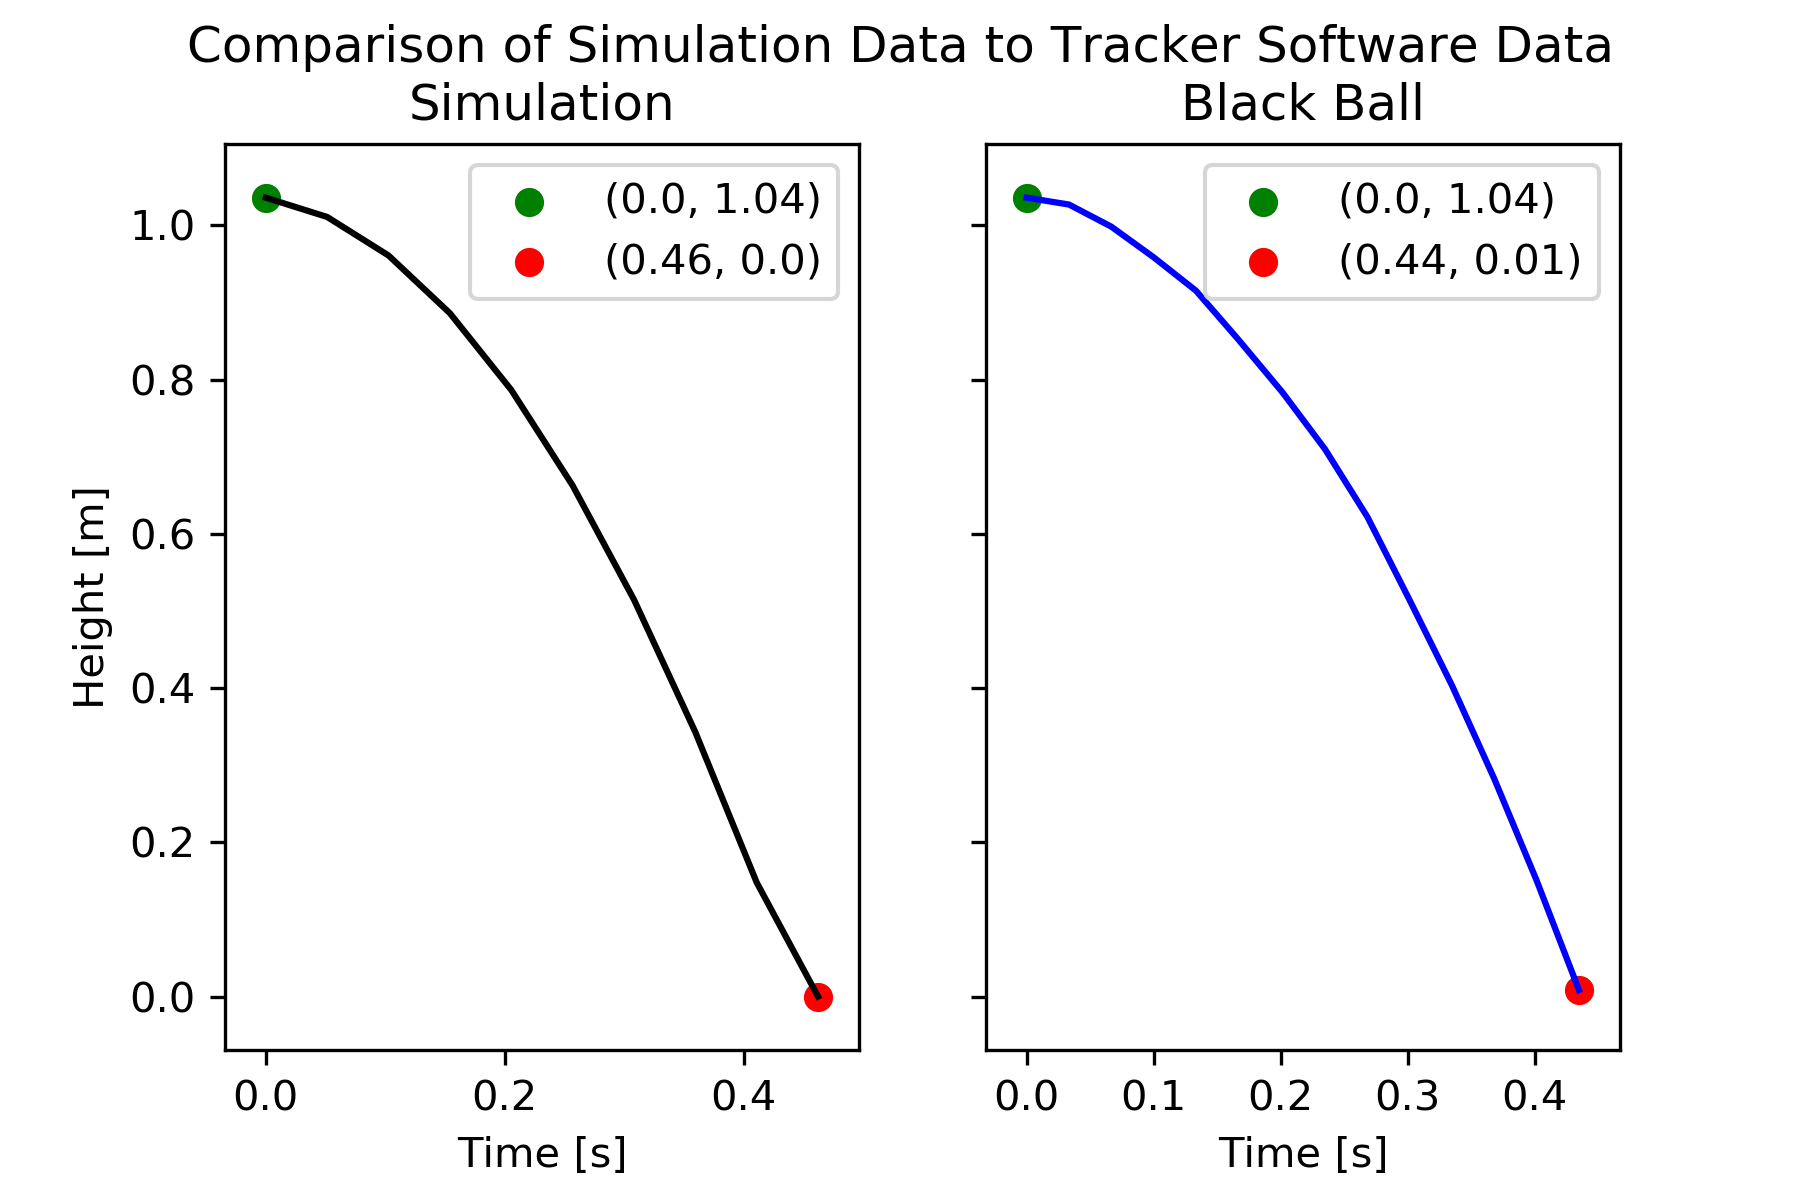 Comparison of Simulation Data to Tracker Software Data
Simulation
(0.0, 1.04)
(0.46, 0.0)
1.0
0.8
0.6
0.4
0.2
0.0
Height [m]
0.0 0.2 0.4
Time [s]
Black Ball
(0.0, 1.04)
(0.44, 0.01)
0.0 0.1 0.2 0.3 0.4
Time [s]